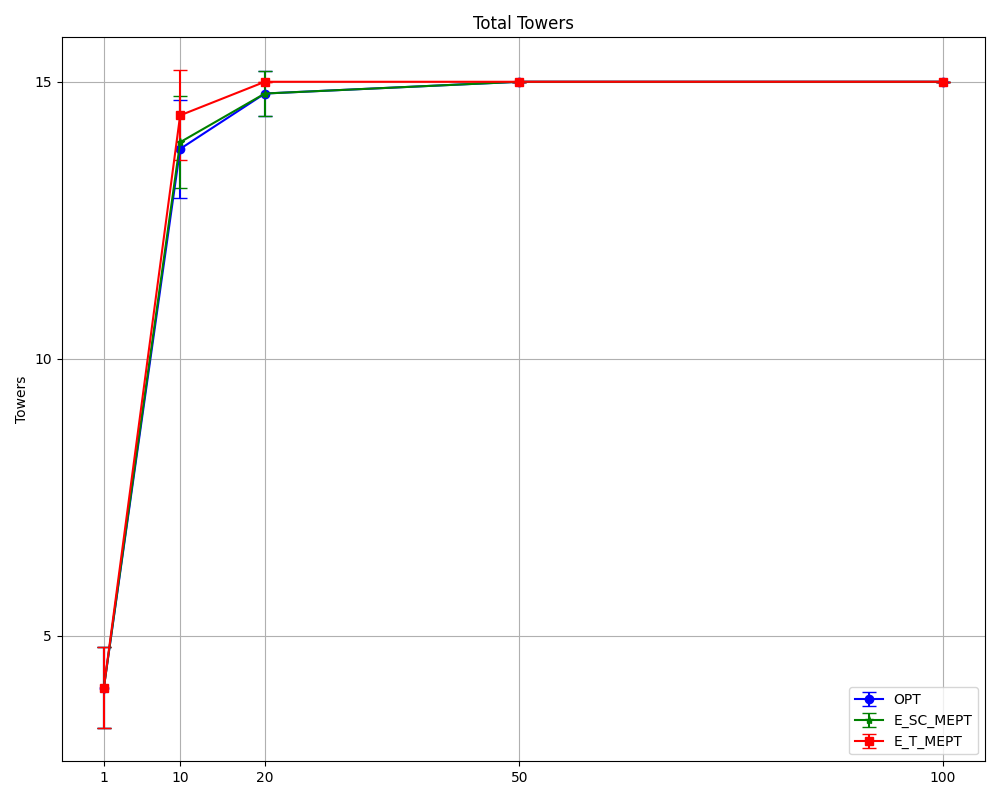 Total Towers
Towers
15
10
5
1 10 20 50 100
OPT
E_SC_MEPT
E_T_MEPT